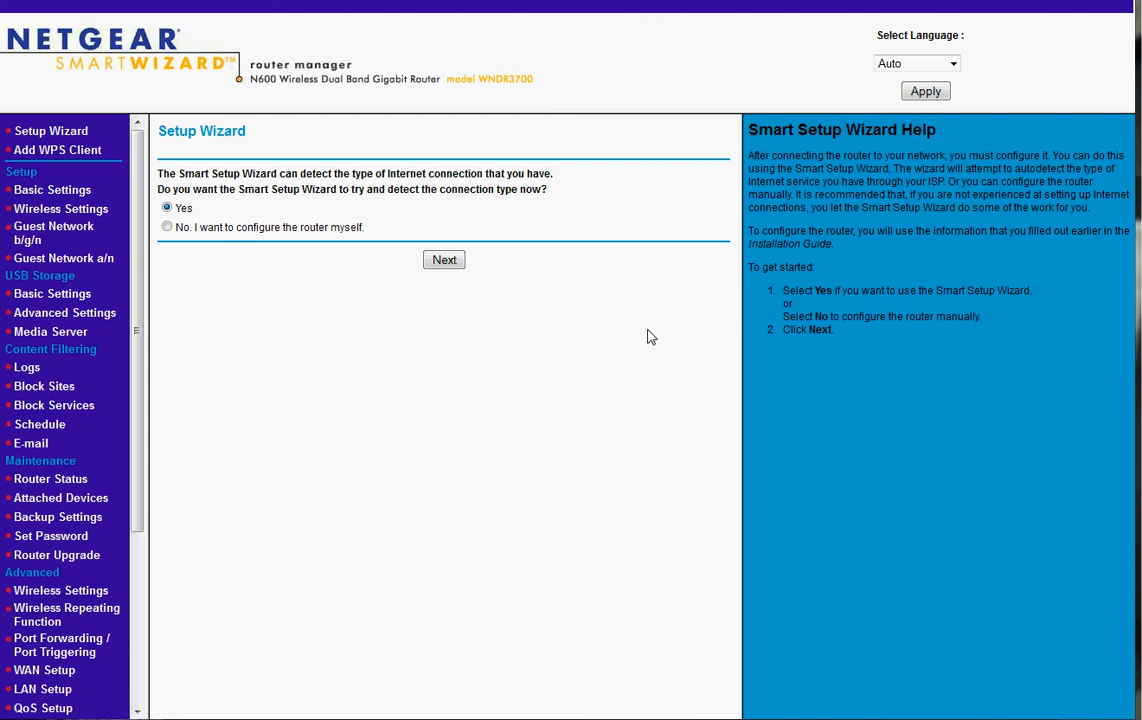 NETGEAR
SMARTWIZARD™
router manager
N600 Wireless Dual Band Gigabit Router model WNDR3700
Select Language :
Auto
Apply
Setup Wizard
Add WPS Client
Setup
Basic Settings
Wireless Settings
Guest Network
b/g/n
Guest Network a/n
USB Storage
Basic Settings
Advanced Settings
Media Server
Content Filtering
Logs
Block Sites
Block Services
Schedule
E-mail
Maintenance
Router Status
Attached Devices
Backup Settings
Set Password
Router Upgrade
Advanced
Wireless Settings
Wireless Repeating
Function
Port Forwarding /
Port Triggering
WAN Setup
LAN Setup
QoS Setup
Setup Wizard
The Smart Setup Wizard can detect the type of Internet connection that you have.
Do you want the Smart Setup Wizard to try and detect the connection type now?
Yes
No. I want to configure the router myself.
Next
Smart Setup Wizard Help
After connecting the router to your network, you must configure it. You can do this
using the Smart Setup Wizard. The wizard will attempt to autodetect the type of
Internet service you have through your ISP. Or you can configure the router
manually. It is recommended that, if you are not experienced at setting up Internet
connections, you let the Smart Setup Wizard do some of the work for you.
To configure the router, you will use the information that you filled out earlier in the
Installation Guide.
To get started:
1. Select Yes if you want to use the Smart Setup Wizard.
or
Select No to configure the router manually.
2. Click Next.